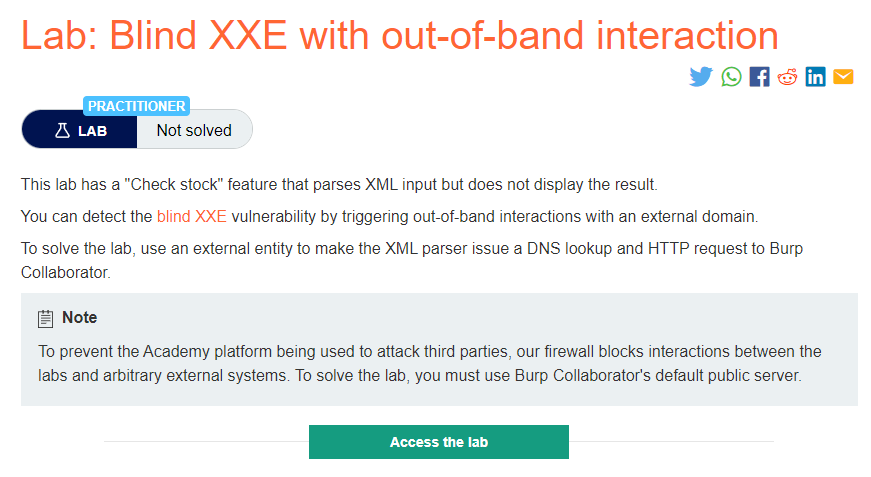 Lab: Blind XXE with out-of-band interaction
PRACTITIONER
LAB
Not solved
This lab has a "Check stock" feature that parses XML input but does not display the result.
You can detect the blind XXE vulnerability by triggering out-of-band interactions with an external domain.
To solve the lab, use an external entity to make the XML parser issue a DNS lookup and HTTP request to Burp
Collaborator.
Note
To prevent the Academy platform being used to attack third parties, our firewall blocks interactions between the
labs and arbitrary external systems. To solve the lab, you must use Burp Collaborator's default public server.
Access the lab